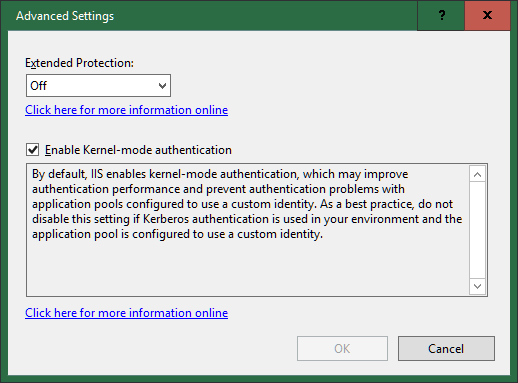 Advanced Settings
?
x
Extended Protection:
Off
Click here for more information online
Enable Kernel-mode authentication
By default, IIS enables kernel-mode authentication, which may improve
authentication performance and prevent authentication problems with
application pools configured to use a custom identity. As a best practice, do not
disable this setting if Kerberos authentication is used in your environment and the
application pool is configured to use a custom identity.
Click here for more information online
OK
Cancel